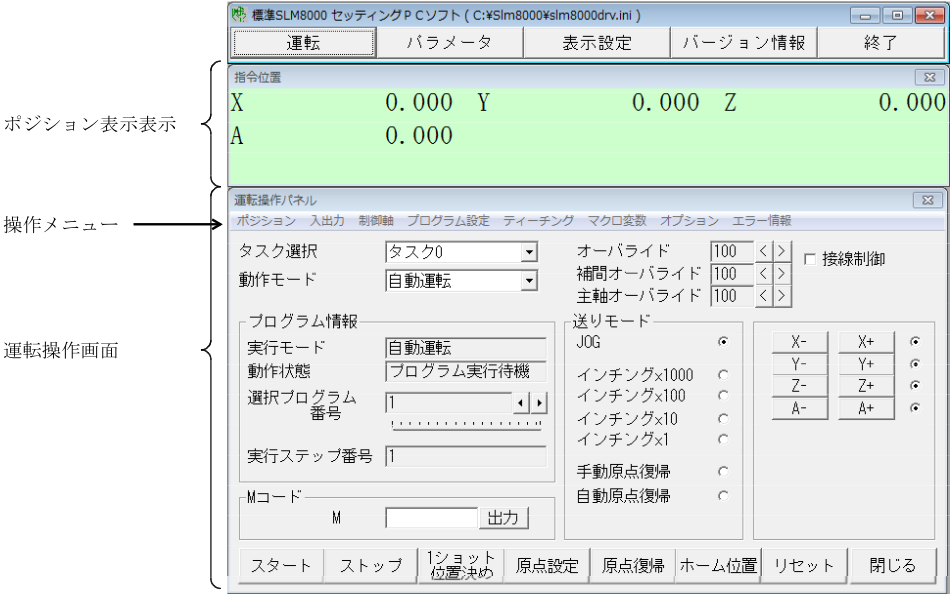 標準SLM8000 セッティングPCソフト ( C:¥Slm8000¥slm8000drv.ini )
運転 パラメータ 表示設定 バージョン情報 終了
指令位置
X 0.000 Y 0.000 Z 0.000
A 0.000
ポジション表示表示
運転操作パネル
操作メニュー
ポジション 入出力 制御軸 プログラム設定 ティーチング マクロ変数 オプション エラー情報
タスク選択 タスク0
動作モード 自動運転
オーバライド 100 < >
補間オーバライド 100 < >
主軸オーバライド 100 < >
接線制御
運転操作画面
プログラム情報
実行モード 自動運転
動作状態 プログラム実行待機
選択プログラム
番号 1
実行ステップ番号 1
Mコード
M 出力
送りモード
JOG
インチングx1000
インチングx100
インチングx10
インチングx1
手動原点復帰
自動原点復帰
X- X+
Y- Y+
Z- Z+
A- A+
スタート ストップ 1ショット
位置決め 原点設定 原点復帰 ホーム位置 リセット 閉じる